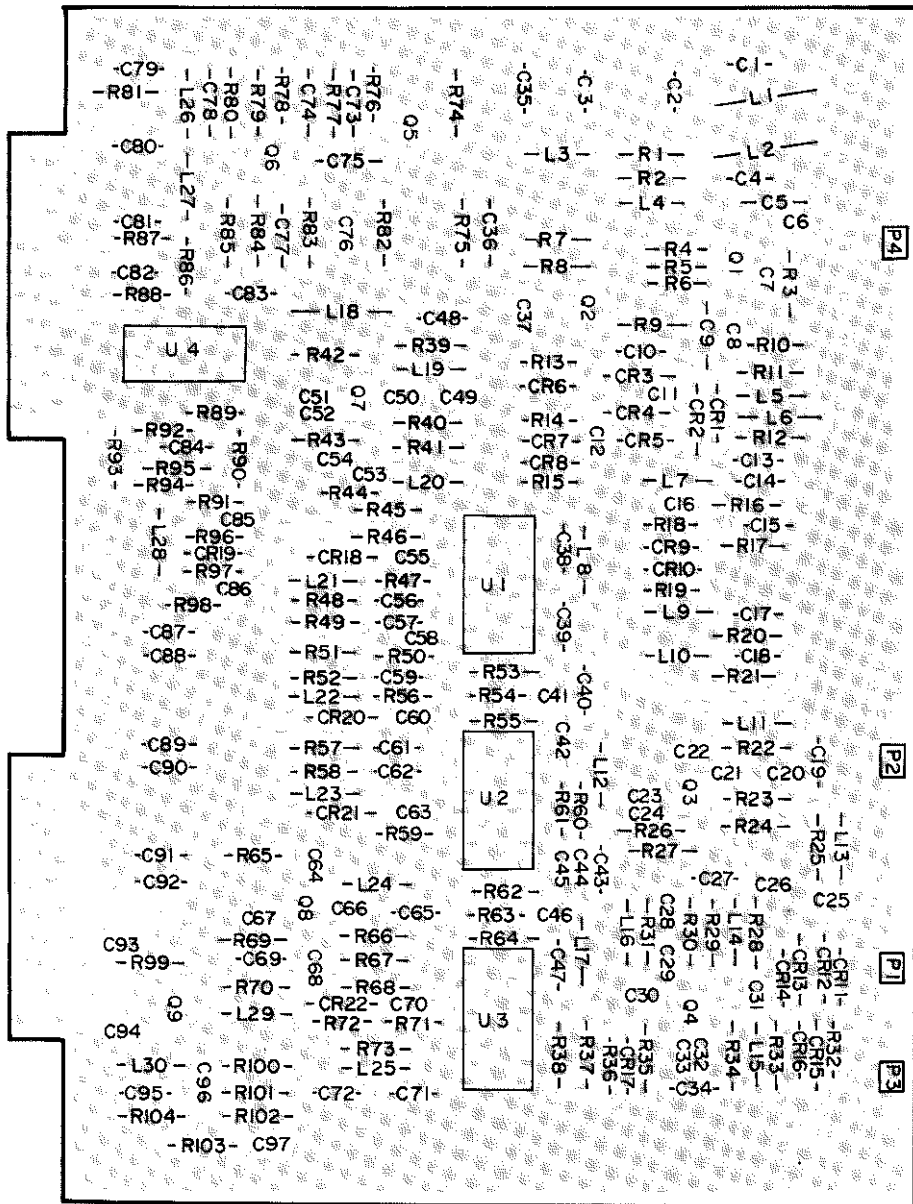 -C79-
-R81-
-L26-
-C78-
-R80-
-R79-
-R78-
-C74-
-R77-
-C73-
-R76-
Q5
-R74-
-C35-
-C3-
-C2-
-C1-
L1
-C80-
-L27-
Q6
-C75-
-L3-
-R1-
L2
-R2-
-C4-
-L4-
-C5-
C6
-C81-
-R87-
-R86-
-R85-
-R84-
-C77-
-R83-
C76
-R82-
-R75-
-C36-
-R7-
-R8-
-R4-
-R5-
-R6-
Q1
C7
-R3-
P4
-C82-
-R88-
-C83-
-L18-
-C48-
C37
Q2
-R9-
-C9-
C8
U4
-R42-
-R39-
-L19-
-R13-
-CR6-
-C10-
-CR3-
C11
-R10-
-R11-
-L5-
C51
C52
Q7
C50
C49
-R89-
-R92-
-R93-
-C84-
-R90-
-R95-
-R94-
-R43-
-R40-
-R41-
-R14-
-CR7-
-CR8-
-R15-
C12
-CR4-
-CR5-
-CR2-
-CR1-
-L6-
-R12-
-C13-
-C14-
C54
C53
-R44-
-L20-
-L7-
-R91-
-R45-
C16
-R16-
C85
-L28-
-R96-
-CR19-
-R97-
C86
-R98-
-R46-
-CR18-
C55
-L21-
-R47-
-R48-
-C56-
-R49-
-C57-
C58
U1
-C38-
-L8-
-C39-
-R18-
-CR9-
-CR10-
-R19-
-L9-
-C15-
-R17-
-C17-
-R20-
-C87-
-C88-
-R51-
-R50-
-L10-
-C18-
-R21-
-R52-
-C59-
-L22-
-R56-
-CR20-
C60
-R53-
-R54-
-R55-
C41
-C40-
-L11-
-C89-
-C90-
-R57-
-C61-
-R58-
-C62-
-L23-
-CR21-
C63
-R59-
U2
C42
-R61-
-R60-
-L12-
C22
-R22-
C21
C20
-C19-
P2
C23
C24
Q3
-R23-
-R24-
-R26-
-R27-
-R25-
-L13-
-C91-
-C92-
-R65-
C64
-L24-
C45
C44
-C43-
-C27-
C26
C25
C67
Q8
C66
-C65-
-R62-
-R63-
-R64-
C46
C93
-R99-
-R69-
-C69-
C68
-R66-
-R67-
-C47-
-L17-
-L16-
-R31-
C28
C29
-R30-
-R29-
-L14-
-R28-
C31
-CR14-
-CR13-
-CR12-
-CR11-
P1
-R70-
-R68-
-CR22-
C70
-L29-
-R72-
-R71-
Q9
C94
U3
C30
Q4
-R73-
-L25-
-L30-
-C95-
-R104-
C96
-R100-
-R101-
-R102-
-C72-
-C71-
-R38-
-R37-
-R36-
-CR17-
-R35-
C33
C32
-C34-
-R34-
-L15-
-R33-
-CR16-
-CR15-
-R32-
P3
-R103-
C97